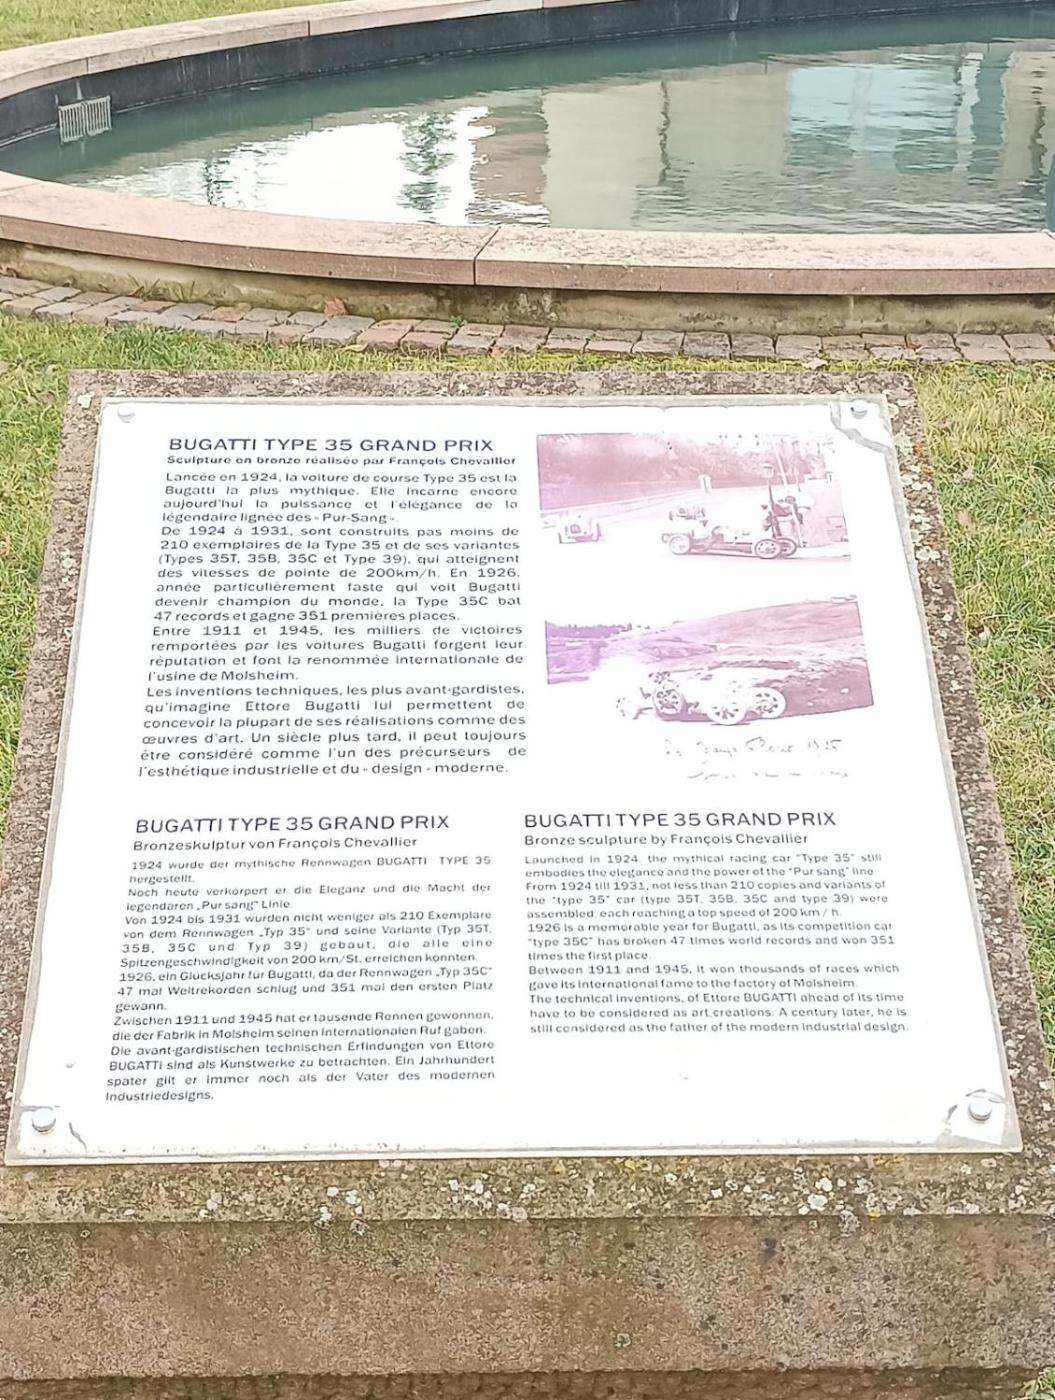 BUGATTI TYPE 35 GRAND PRIX
Sculpture en bronze réalisée par François Chevallier
Lancée en 1924, la voiture de course Type 35 est la
Bugatti la plus mythique. Elle incarne encore
aujourd'hui la puissance et l'élégance de la
légendaire lignée des « Pur-Sang ».
De 1924 à 1931, sont construits pas moins de
210 exemplaires de la Type 35 et de ses variantes
(Types 35T, 35B, 35C et Type 39), qui atteignent
des vitesses de pointe de 200km/h. En 1926,
année particulièrement faste qui voit Bugatti
devenir champion du monde, la Type 35C bat
47 records et gagne 351 premières places.
Entre 1911 et 1945, les milliers de victoires
remportées par les voitures Bugatti forgent leur
réputation et font la renommée internationale de
l'usine de Molsheim.
Les inventions techniques, les plus avant-gardistes,
qu'imagine Ettore Bugatti lui permettent de
concevoir la plupart de ses réalisations comme des
œuvres d'art. Un siècle plus tard, il peut toujours
être considéré comme l'un des précurseurs de
l'esthétique industrielle et du « design » moderne.
BUGATTI TYPE 35 GRAND PRIX
Bronzeskulptur von François Chevallier
1924 wurde der mythische Rennwagen BUGATTI TYPE 35
hergestellt.
Noch heute verkörpert er die Eleganz und die Macht der
legendären „Pur sang" Linie.
Von 1924 bis 1931 wurden nicht weniger als 210 Exemplare
von dem Rennwagen „Typ 35" und seine Variante (Typ 35T,
35B, 35C und Typ 39) gebaut, die alle eine
Spitzengeschwindigkeit von 200 km/St. erreichen konnten.
1926, ein Glücksjahr für Bugatti, da der Rennwagen „Typ 35C"
47 mal Weltrekorden schlug und 351 mal den ersten Platz
gewann.
Zwischen 1911 und 1945 hat er tausende Rennen gewonnen,
die der Fabrik in Molsheim seinen internationalen Ruf gaben.
Die avant-gardistischen technischen Erfindungen von Ettore
BUGATTi sind als Kunstwerke zu betrachten. Ein Jahrhundert
später gilt er immer noch als der Vater des modernen
Industriedesigns.
BUGATTI TYPE 35 GRAND PRIX
Bronze sculpture by François Chevallier
Launched in 1924, the mythical racing car "Type 35" still
embodies the elegance and the power of the "Pur sang" line
From 1924 till 1931, not less than 210 copies and variants of
the "type 35" car (type 35T, 35B, 35C and type 39) were
assembled, each reaching a top speed of 200 km / h.
1926 is a memorable year for Bugatti, as its competition car
"type 35C" has broken 47 times world records and won 351
times the first place.
Between 1911 and 1945, it won thousands of races which
gave its international fame to the factory of Molsheim.
The technical inventions, of Ettore BUGATTI ahead of its time
have to be considered as art creations. A century later, he is
still considered as the father of the modern industrial design.